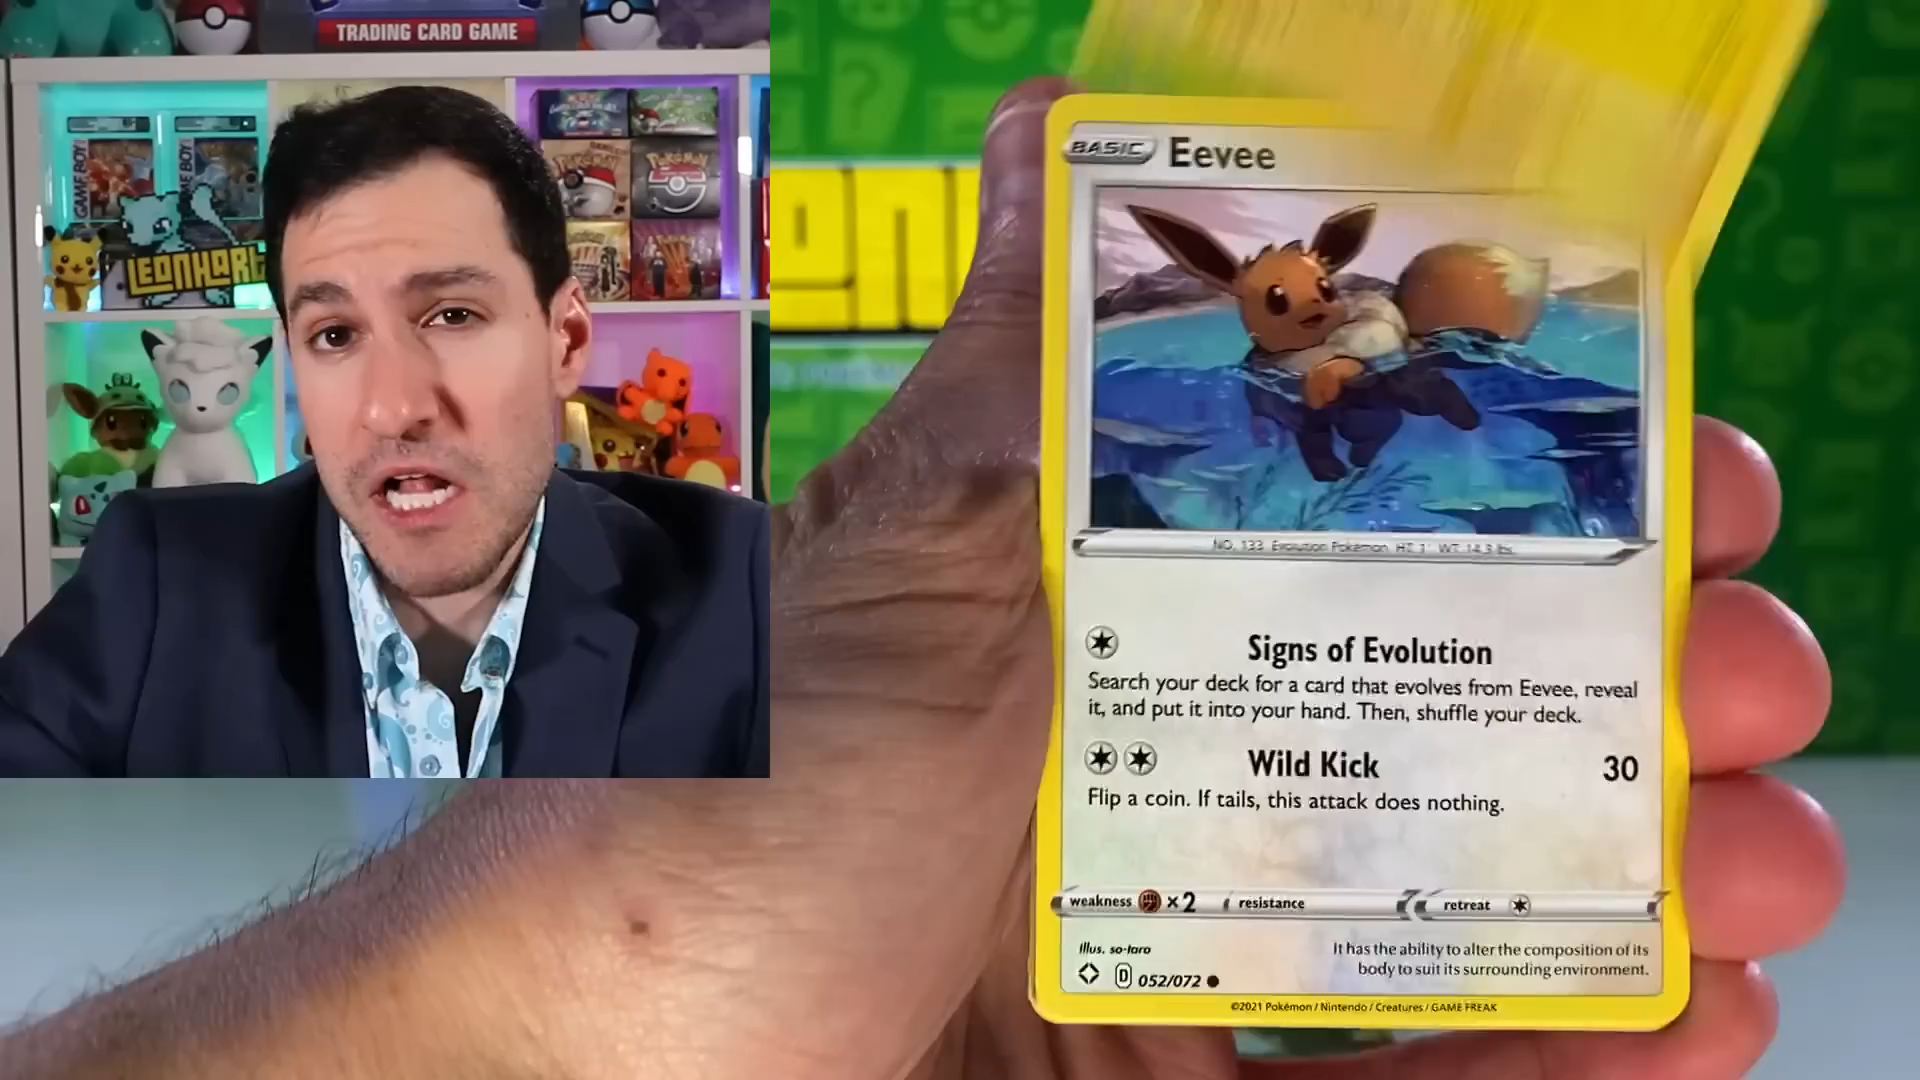 TRADING CARD GAME
GAME BOY
GAME BOY
Pokémon
LEONHART
BASIC Eevee
NO. 133 Evolution Pokémon HT 1' WT 14.3 lbs.
Signs of Evolution
Search your deck for a card that evolves from Eevee, reveal
it, and put it into your hand. Then, shuffle your deck.
Wild Kick 30
Flip a coin. If tails, this attack does nothing.
weakness ×2 resistance retreat
Illus. so-taro
It has the ability to alter the composition of its
body to suit its surrounding environment.
D 052/072
©2021 Pokémon / Nintendo / Creatures / GAME FREAK